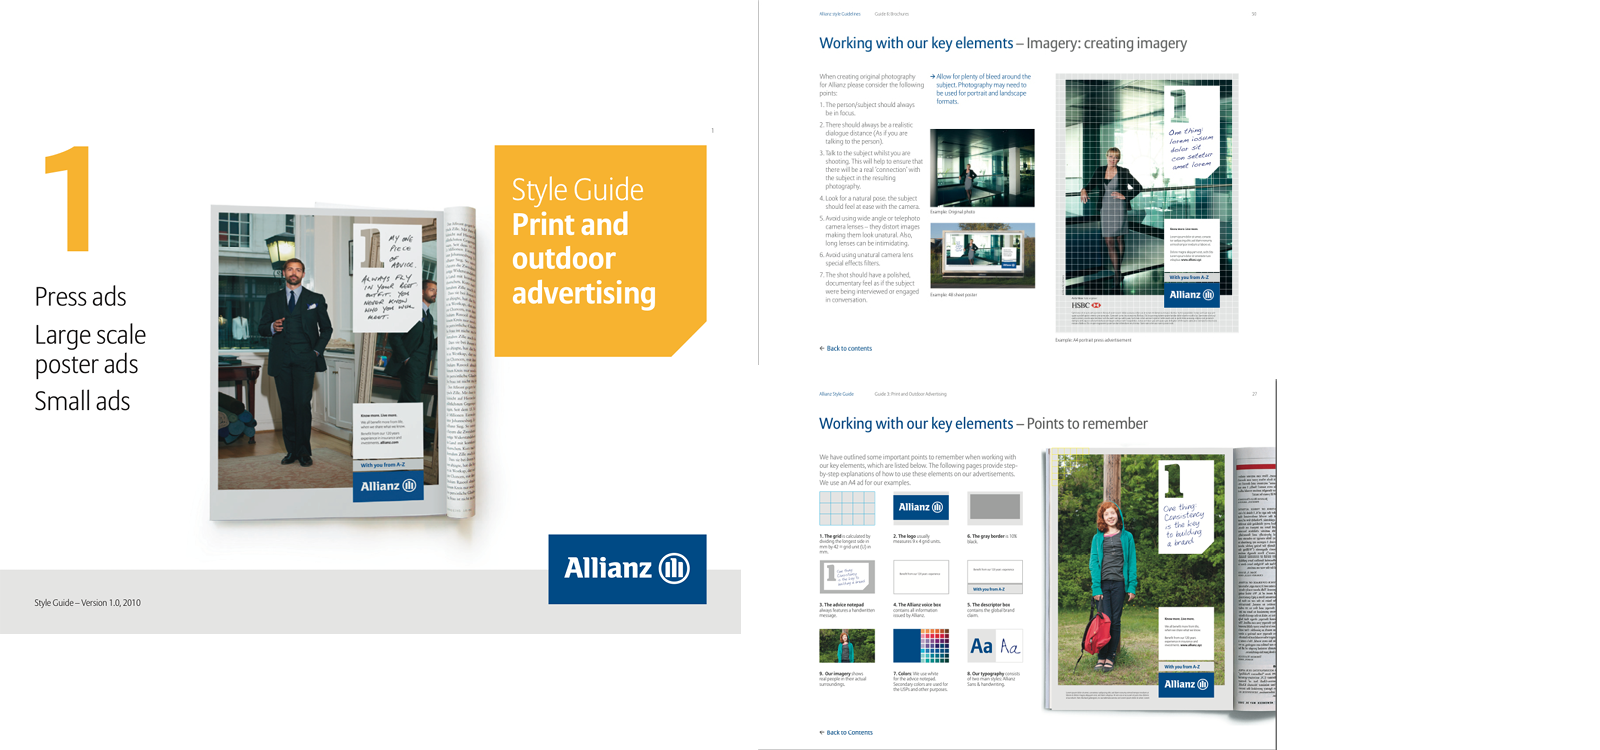 1
1
Press ads
Large scale
poster ads
Small ads
Style Guide
Print and
outdoor
advertising
1 MY ONE
PIECE
OF ADVICE.
ALWAYS FLY
IN YOUR BEST
OUTFIT. YOU
NEVER KNOW
WHO YOU WILL
MEET.
Know more. Live more.
With you from A-Z
Allianz
Allianz
Style Guide – Version 1.0, 2010
Allianz style Guidelines
Guide 6: Brochures
30
Working with our key elements – Imagery: creating imagery
When creating original photography
for Allianz please consider the following
points:
1. The person/subject should always
be in focus.
2. There should always be a realistic
dialogue distance (As if you are
talking to the person).
3. Talk to the subject whilst you are
shooting. This will help to ensure that
there will be a real 'connection' with
the subject in the resulting
photography.
4. Look for a natural pose, the subject
should feel at ease with the camera.
5. Avoid using wide angle or telephoto
camera lenses – they distort images
making them look unnatural. Also,
long lenses can be intimidating.
6. Avoid using unatural camera lens
special effects filters.
7. The shot should have a polished,
documentary feel as if the subject
were being interviewed or engaged
in conversation.
→ Allow for plenty of bleed around the
subject. Photography may need to
be used for portrait and landscape
formats.
Example: Original photo
Example: 48 sheet poster
1
One thing:
lorem iosum
dolor sit
con setetur
amet lorem
Know more. Live more.
With you from A-Z
Allianz
HSBC
Example: A4 portrait press advertisement
← Back to contents
Allianz Style Guide
Guide 3: Print and Outdoor Advertising
27
Working with our key elements – Points to remember
We have outlined some important points to remember when working with
our key elements, which are listed below. The following pages provide step-
by-step explanations of how to use these elements on our advertisements.
We use an A4 ad for our examples.
Allianz
1. The grid is calculated by
dividing the longest side in
mm by 42 = grid unit (U) in
mm.
2. The logo usually
measures 9 x 4 grid units.
6. The gray border is 10%
black.
With you from A-Z
3. The advice notepad
always features a handwritten
message.
4. The Allianz voice box
contains all information
issued by Allianz.
5. The descriptor box
contains the global brand
claim.
Aa Aa
9. Our imagery shows
real people in their actual
surroundings.
7. Colors: We use white
for the advice notepad.
Secondary colors are used for
the USPs and other purposes.
8. Our typography consists
of two main styles: Allianz
Sans & handwriting.
1
One thing:
Consistency
is the key
to building
a brand
Know more. Live more.
With you from A-Z
Allianz
← Back to Contents